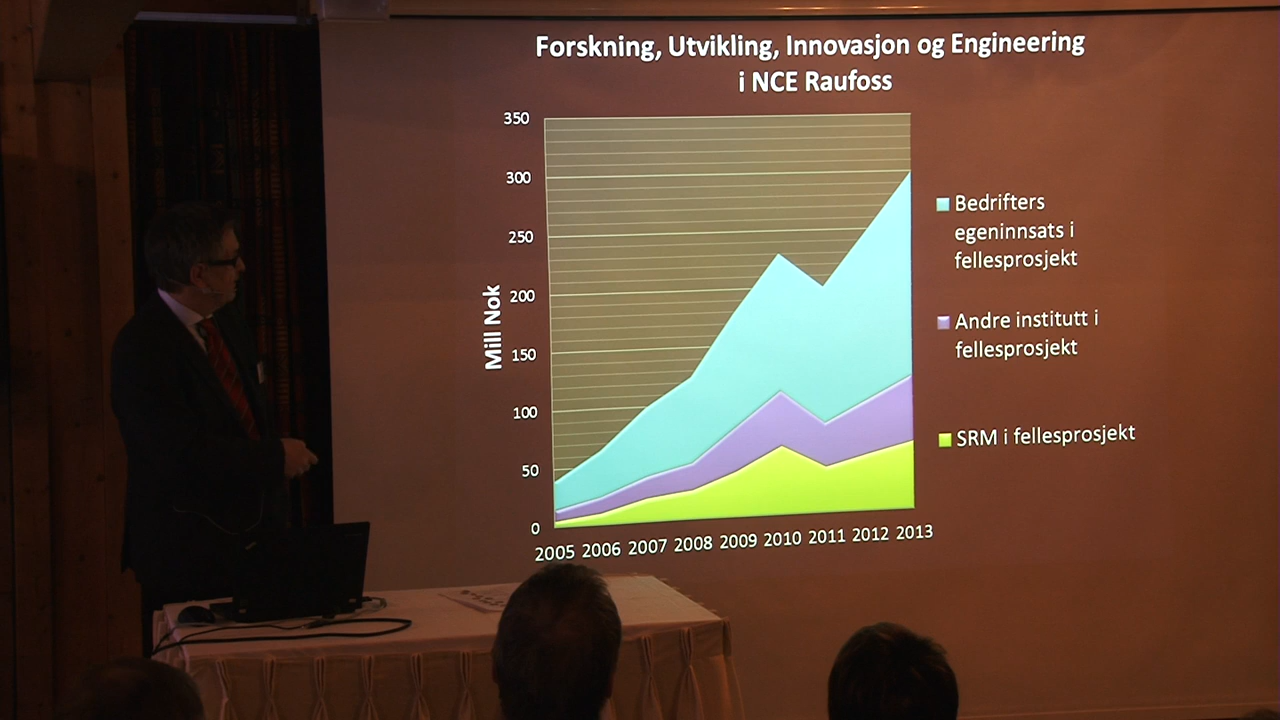 Forskning, Utvikling, Innovasjon og Engineering
i NCE Raufoss
350
300
250
200
150
100
50
0
Mill Nok
2005 2006 2007 2008 2009 2010 2011 2012 2013
Bedrifters
egeninnsats i
fellesprosjekt
Andre institutt i
fellesprosjekt
SRM i fellesprosjekt